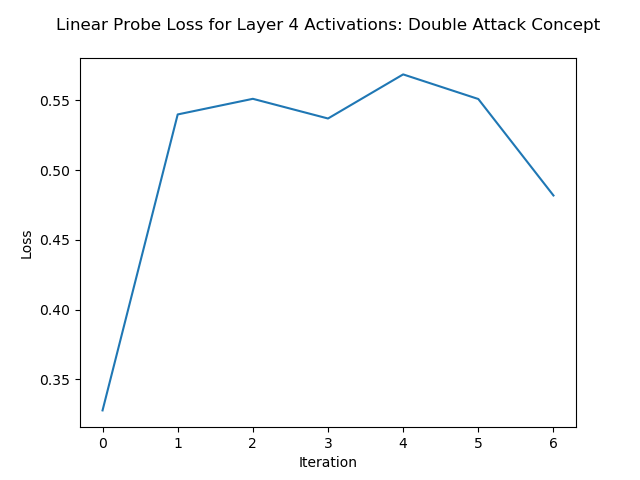 Linear Probe Loss for Layer 4 Activations: Double Attack Concept
0.55
0.50
0.45
0.40
0.35
Loss
0 1 2 3 4 5 6
Iteration